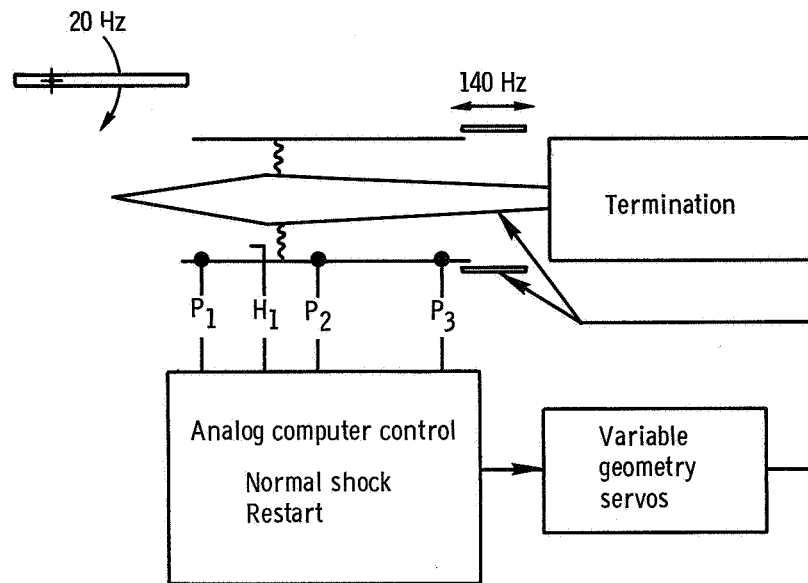 20 Hz
140 Hz
Termination
P1 H1 P2 P3
Analog computer control
Normal shock
Restart
Variable
geometry
servos